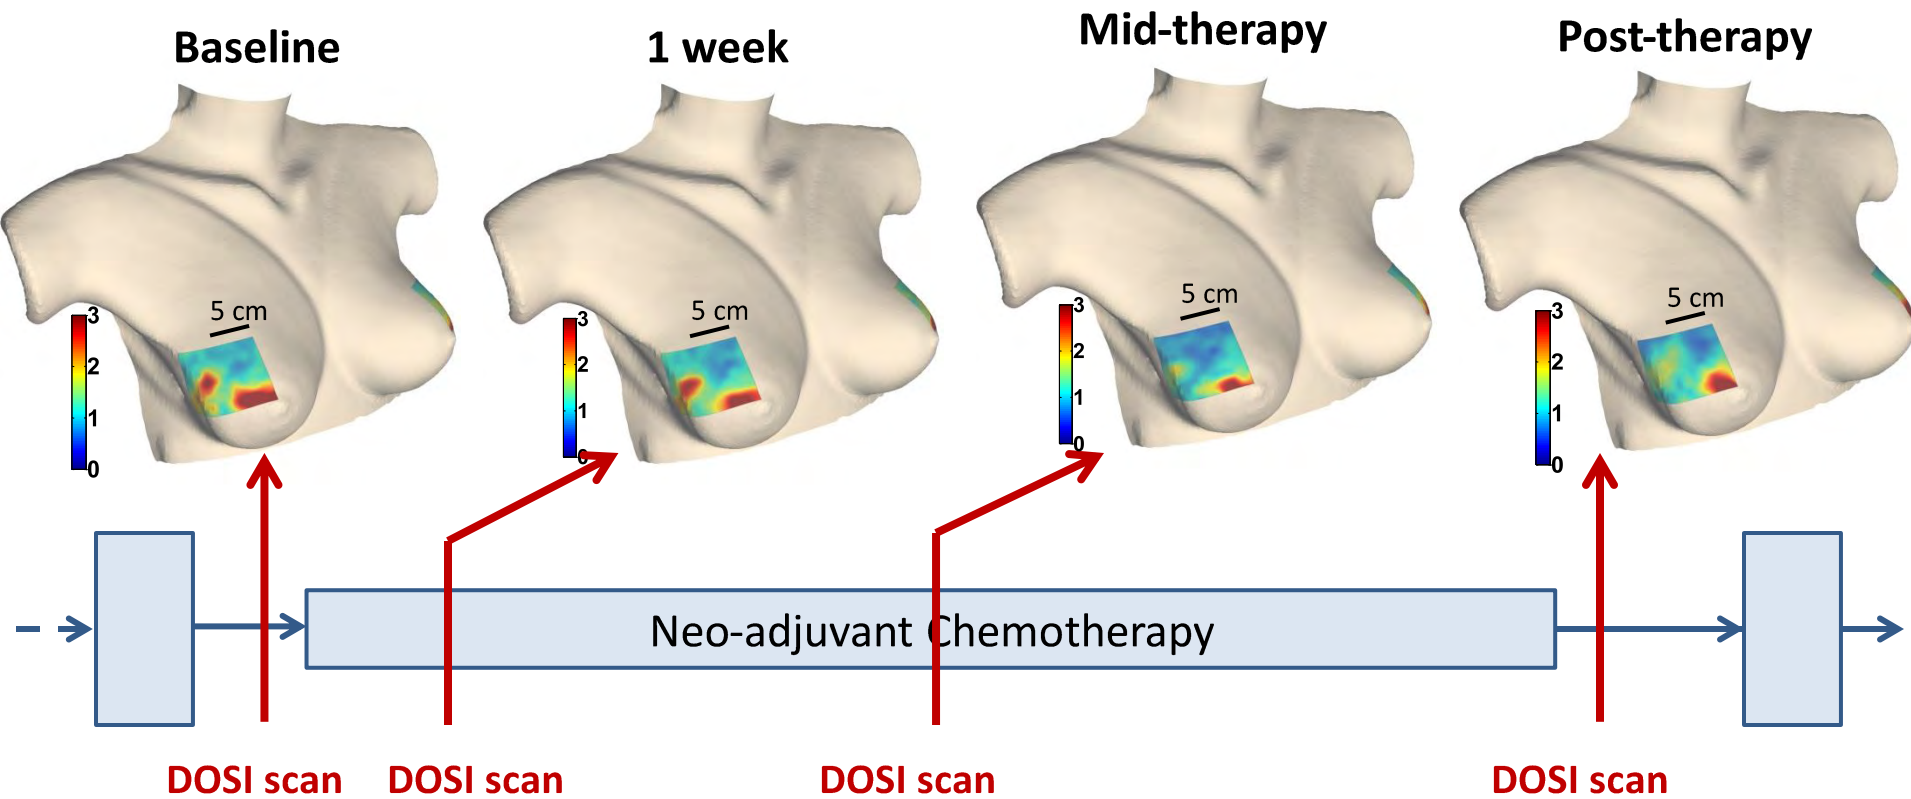 Baseline
1 week
Mid-therapy
Post-therapy
5 cm
5 cm
5 cm
5 cm
3
2
1
0
3
2
1
0
3
2
1
0
3
2
1
0
Neo-adjuvant Chemotherapy
DOSI scan
DOSI scan
DOSI scan
DOSI scan